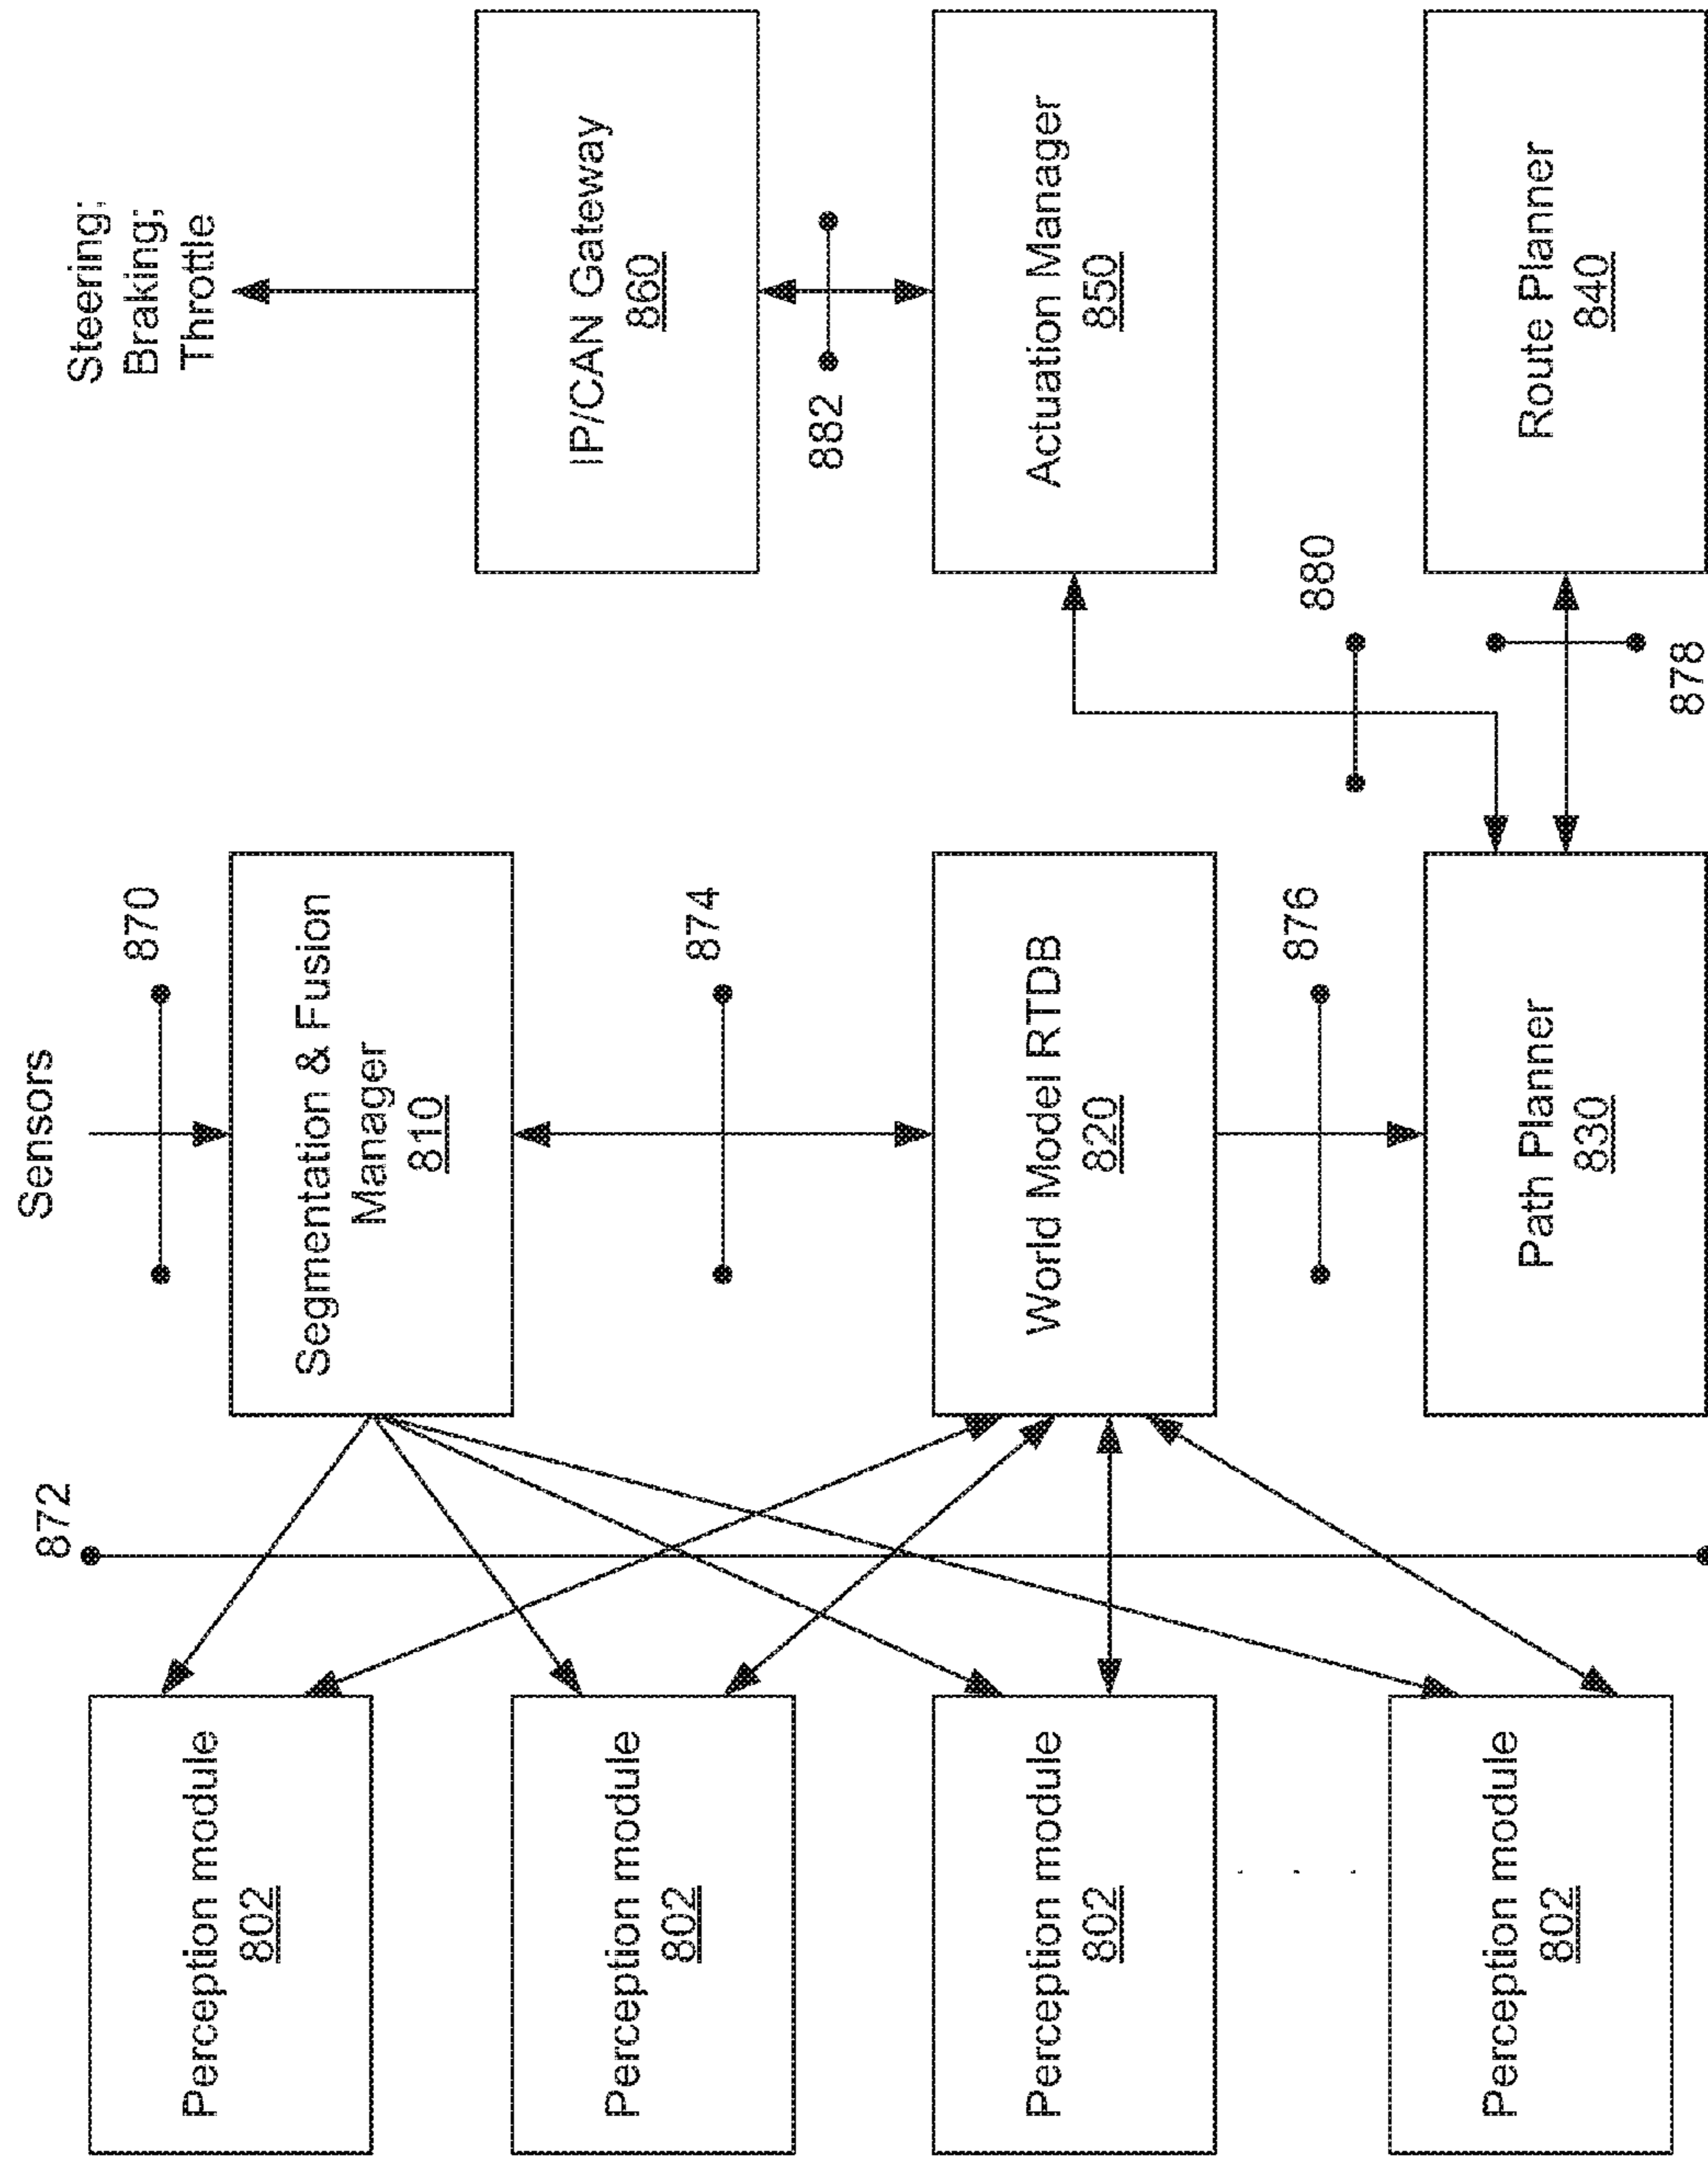 Perception module
802
Perception module
802
Perception module
802
. . .
Perception module
802
872
Sensors
870
Segmentation & Fusion
Manager
810
874
World Model RTDB
820
876
Path Planner
830
Steering;
Braking;
Throttle
IP/CAN Gateway
860
882
Actuation Manager
850
880
Route Planner
840
878